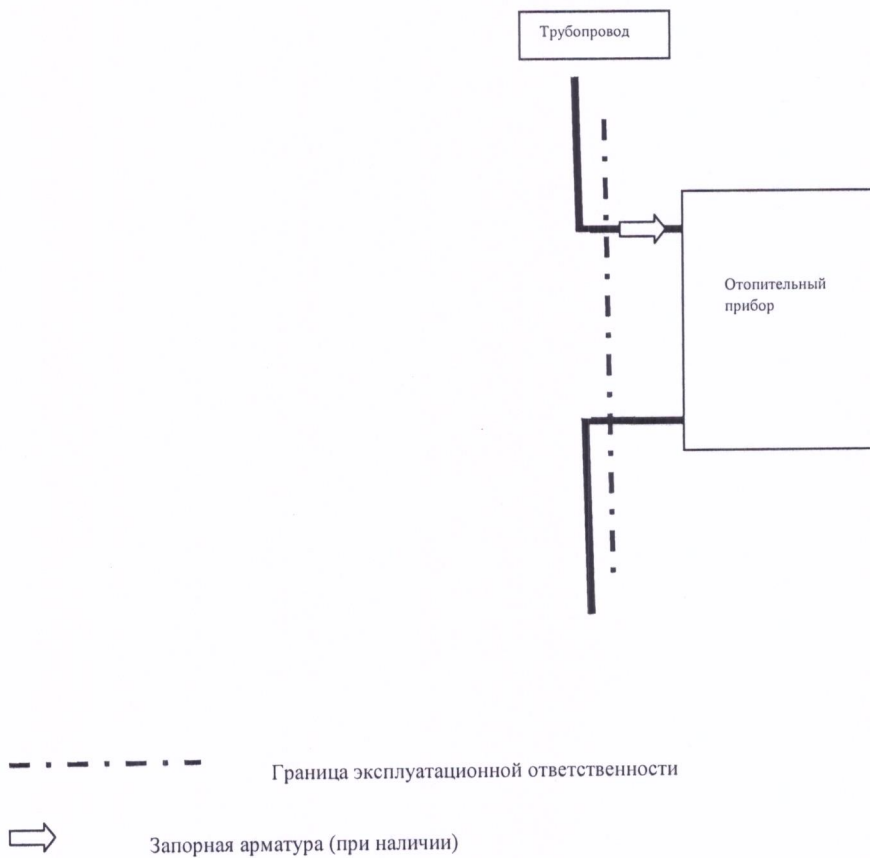 Трубопровод
Отопительный
прибор
Граница эксплуатационной ответственности
Запорная арматура (при наличии)